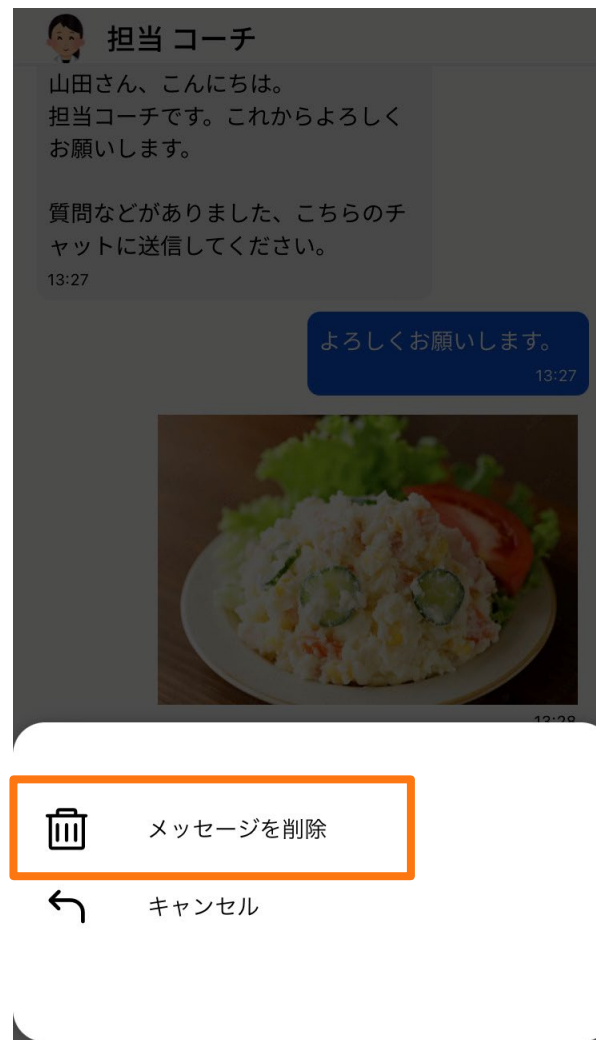 担当 コーチ
山田さん、こんにちは。
担当コーチです。これからよろしく
お願いします。
質問などがありました、こちらのチ
ャットに送信してください。
13:27
よろしくお願いします。
13:27
13:28
メッセージを削除
キャンセル